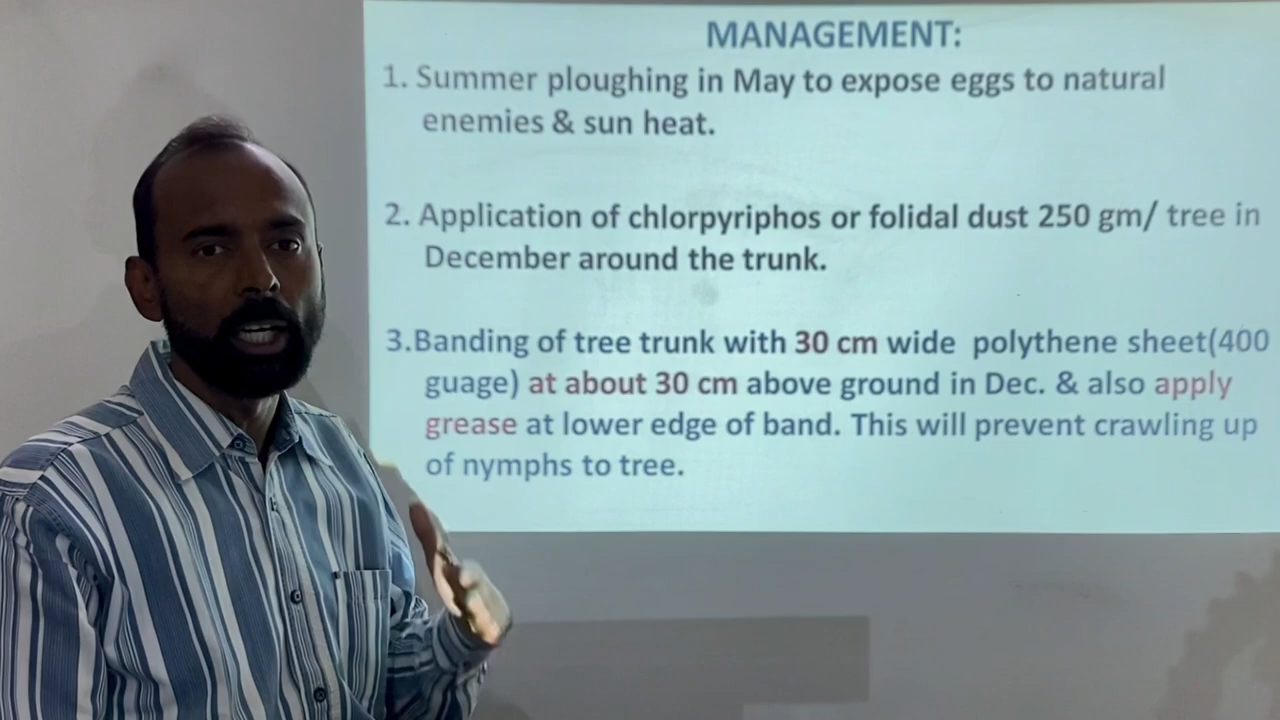 MANAGEMENT:
1. Summer ploughing in May to expose eggs to natural
enemies & sun heat.
2. Application of chlorpyriphos or folidal dust 250 gm/ tree in
December around the trunk.
3.Banding of tree trunk with 30 cm wide polythene sheet(400
guage) at about 30 cm above ground in Dec. & also apply
grease at lower edge of band. This will prevent crawling up
of nymphs to tree.